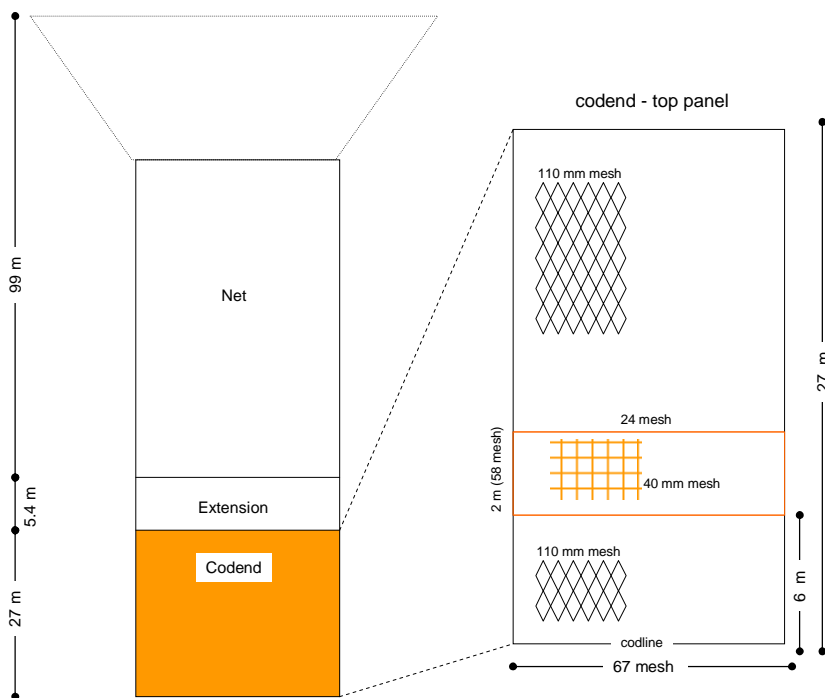 codend - top panel
110 mm mesh
99 m
Net
27 m
24 mesh
2 m (58 mesh)
40 mm mesh
Extension
5.4 m
110 mm mesh
Codend
6 m
27 m
codline
67 mesh